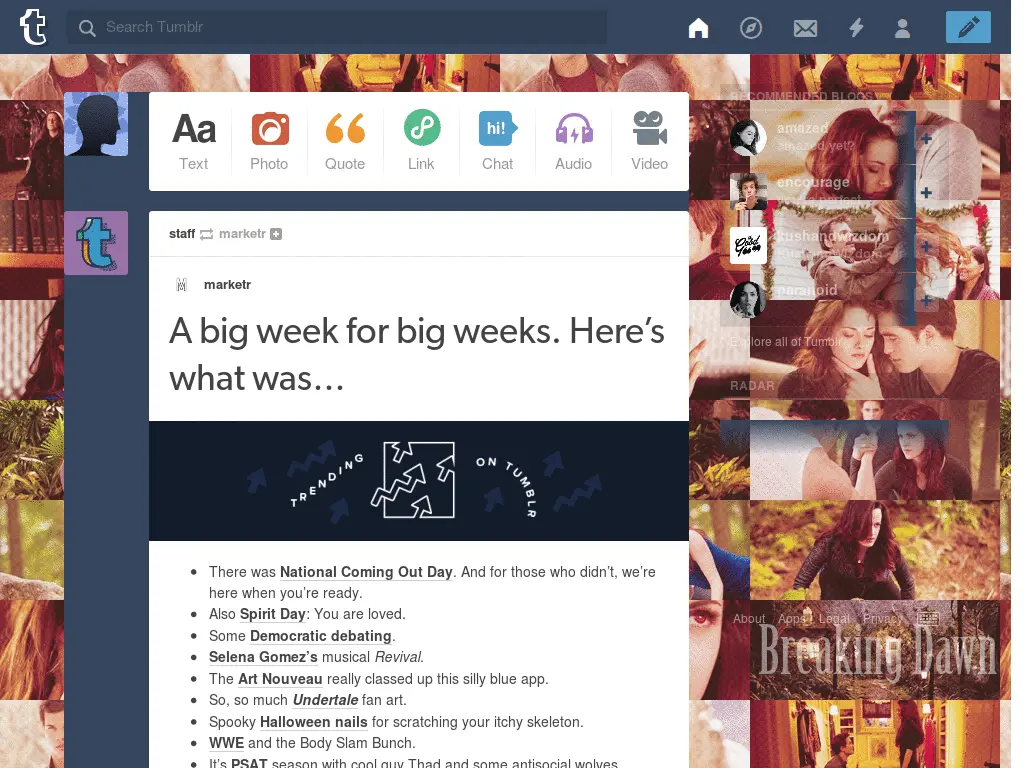 Search Tumblr
Aa
hi!
Text
Photo
Quote
Link
Chat
Audio
Video
RECOMMENDED BLOGS
amazed
amazed yet?
encourage
perfect
kushandwizdom
paranoid
Explore all of Tumblr
RADAR
staff marketr
marketr
A big week for big weeks. Here’s
what was…
TRENDING ON TUMBLR
There was National Coming Out Day. And for those who didn’t, we’re
here when you’re ready.
Also Spirit Day: You are loved.
Some Democratic debating.
Selena Gomez’s musical Revival.
The Art Nouveau really classed up this silly blue app.
So, so much Undertale fan art.
Spooky Halloween nails for scratching your itchy skeleton.
WWE and the Body Slam Bunch.
It’s PSAT season with cool guy Thad and some antisocial wolves.
About Apps Legal Privacy
Breaking Dawn